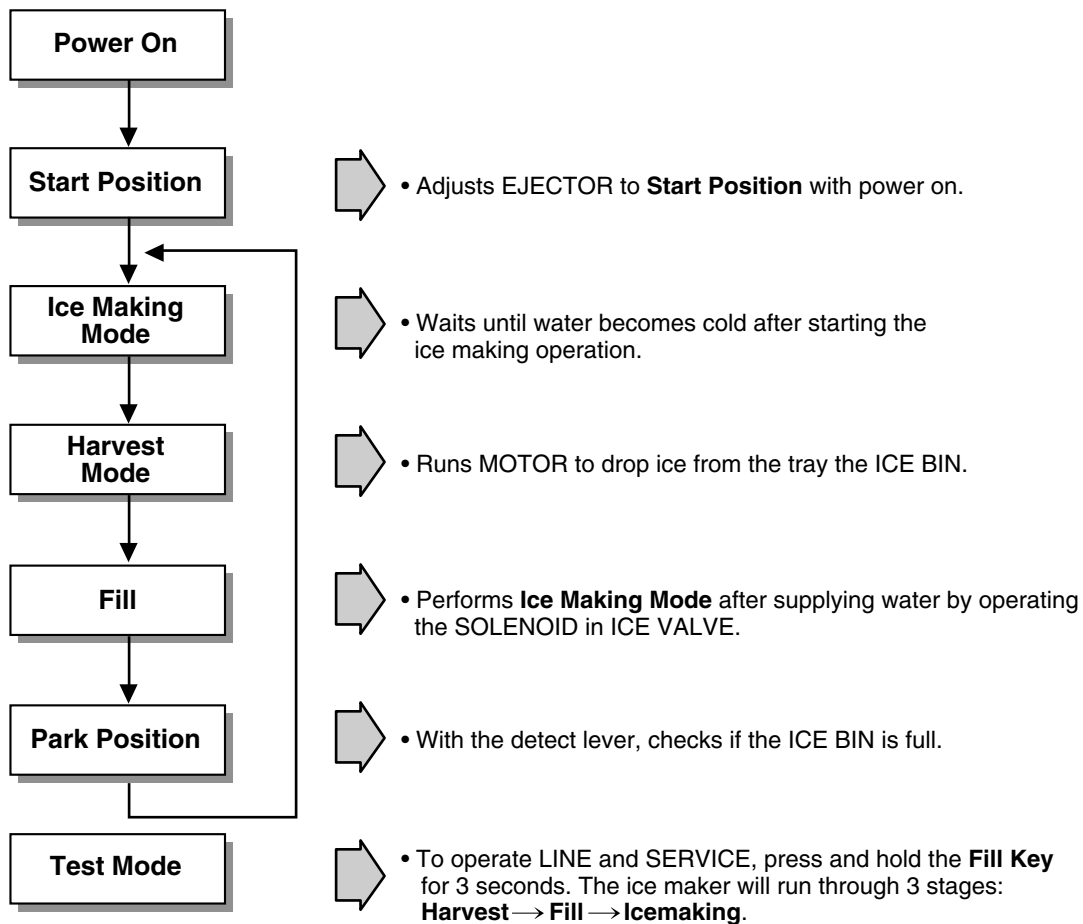 Power On
Start Position
• Adjusts EJECTOR to Start Position with power on.
Ice Making
Mode
• Waits until water becomes cold after starting the
ice making operation.
Harvest
Mode
• Runs MOTOR to drop ice from the tray the ICE BIN.
Fill
• Performs Ice Making Mode after supplying water by operating
the SOLENOID in ICE VALVE.
Park Position
• With the detect lever, checks if the ICE BIN is full.
Test Mode
• To operate LINE and SERVICE, press and hold the Fill Key
for 3 seconds. The ice maker will run through 3 stages:
Harvest → Fill → Icemaking.